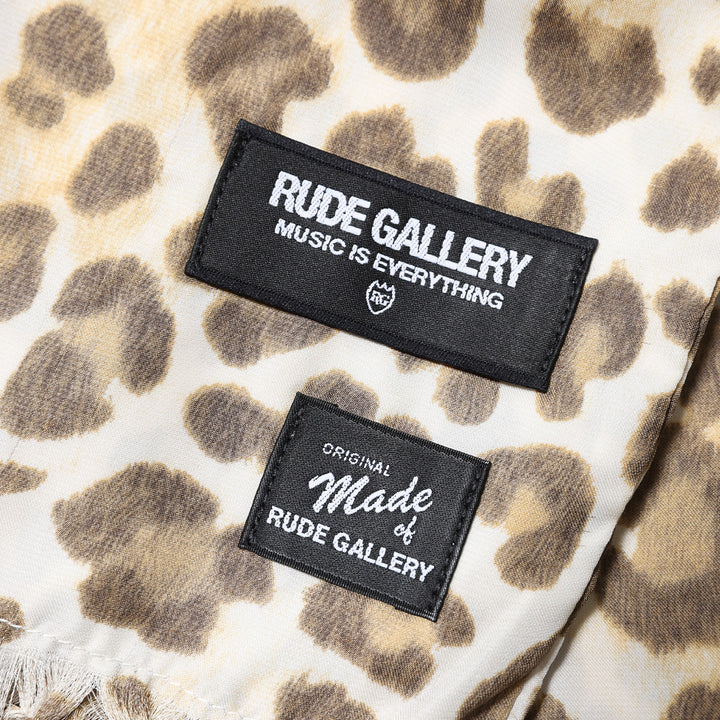 RUDE GALLERY
MUSIC IS EVERYTHING
RG
ORIGINAL
Made
of
RUDE GALLERY